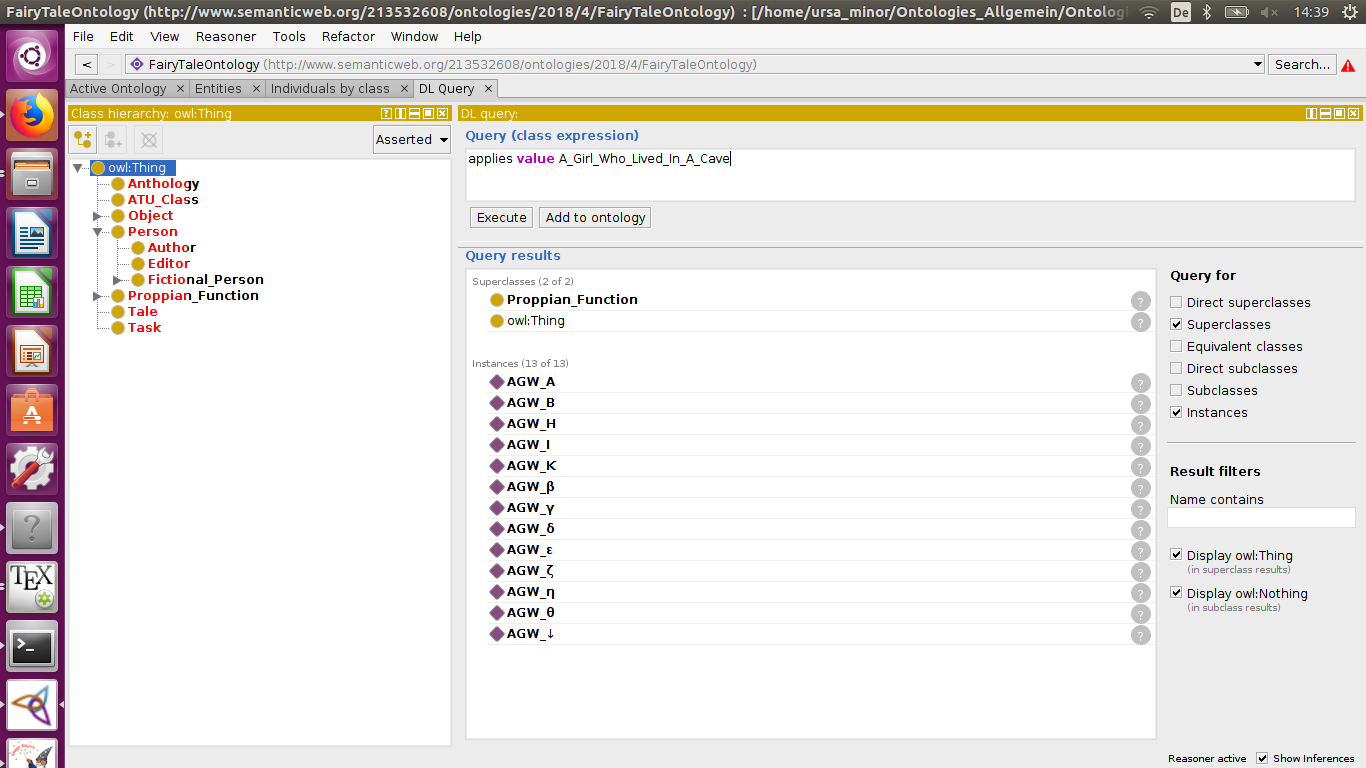 FairyTaleOntology (http://www.semanticweb.org/213532608/ontologies/2018/4/FairyTaleOntology) : [/home/ursa_minor/Ontologies_Allgemein/Ontologi
De
14:39
File Edit View Reasoner Tools Refactor Window Help
< > FairyTaleOntology (http://www.semanticweb.org/213532608/ontologies/2018/4/FairyTaleOntology) Search...
Active Ontology × Entities × Individuals by class × DL Query ×
Class hierarchy: owl:Thing
Asserted
owl:Thing
Anthology
ATU_Class
Object
Person
Author
Editor
Fictional_Person
Proppian_Function
Tale
Task
DL query:
Query (class expression)
applies value A_Girl_Who_Lived_In_A_Cave
Execute Add to ontology
Query results
Superclasses (2 of 2)
Proppian_Function ?
owl:Thing ?
Instances (13 of 13)
AGW_A ?
AGW_B ?
AGW_H ?
AGW_I ?
AGW_K ?
AGW_β ?
AGW_γ ?
AGW_δ ?
AGW_ε ?
AGW_ζ ?
AGW_η ?
AGW_θ ?
AGW_↓ ?
Query for
Direct superclasses
Superclasses
Equivalent classes
Direct subclasses
Subclasses
Instances
Result filters
Name contains
Display owl:Thing
(in superclass results)
Display owl:Nothing
(in subclass results)
Reasoner active Show Inferences
A
?
TEX
>_